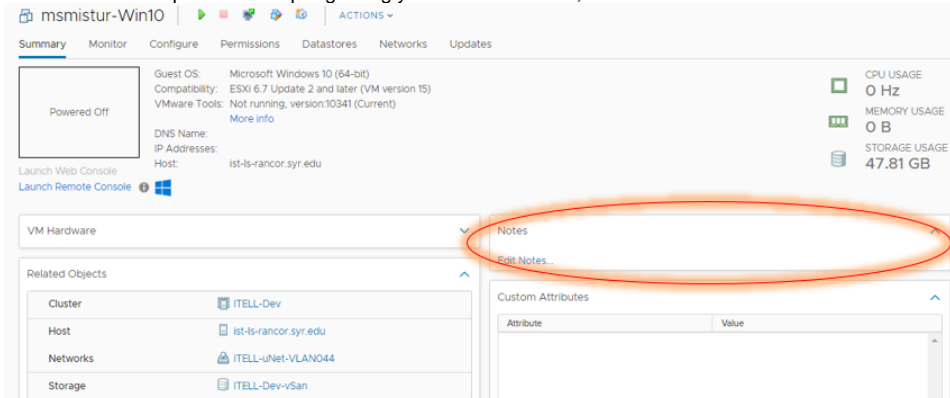 msmistur-Win10
ACTIONS
Summary Monitor Configure Permissions Datastores Networks Updates
Powered Off
Guest OS: Microsoft Windows 10 (64-bit)
Compatibility: ESXi 6.7 Update 2 and later (VM version 15)
VMware Tools: Not running, version:10341 (Current)
More info
DNS Name:
IP Addresses:
Host: ist-ls-rancor.syr.edu
CPU USAGE
0 Hz
MEMORY USAGE
0 B
STORAGE USAGE
47.81 GB
Launch Web Console
Launch Remote Console
VM Hardware
Related Objects
Cluster ITELL-Dev
Host ist-ls-rancor.syr.edu
Networks ITELL-uNet-VLAN044
Storage ITELL-Dev-vSan
Notes
Edit Notes...
Custom Attributes
Attribute Value